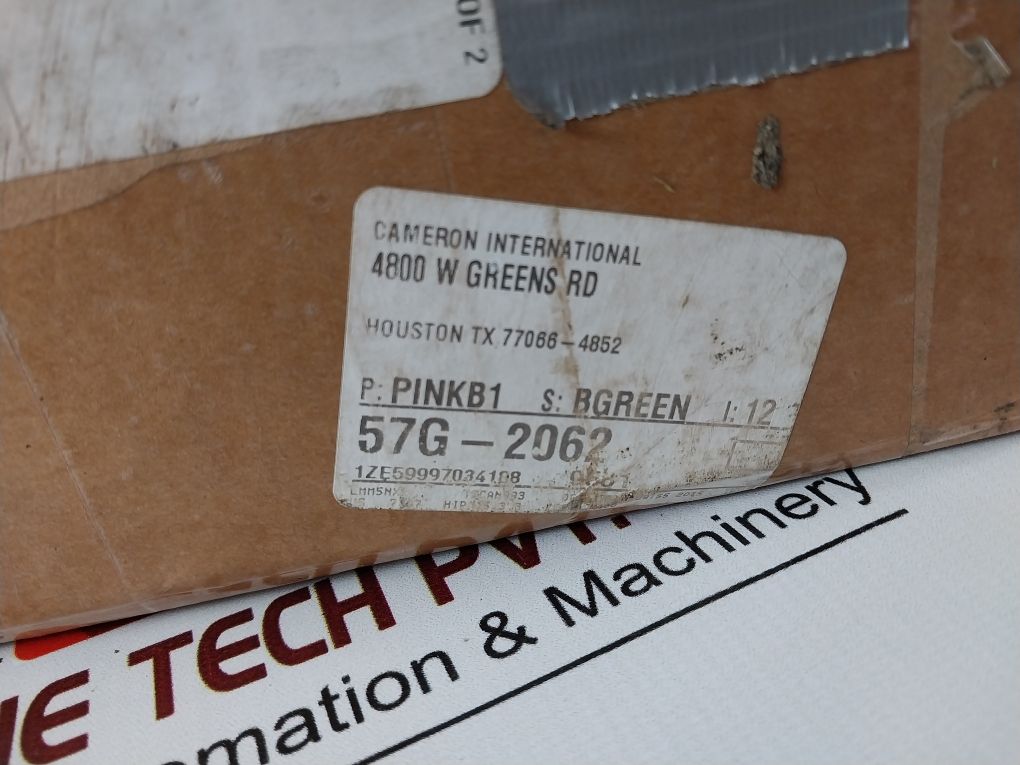 OF 2
CAMERON INTERNATIONAL
4800 W GREENS RD
HOUSTON TX 77066-4852
P: PINKB1 S: BGREEN I: 12
57G-2062
1ZE59997034108
TECH PVT
& Machinery